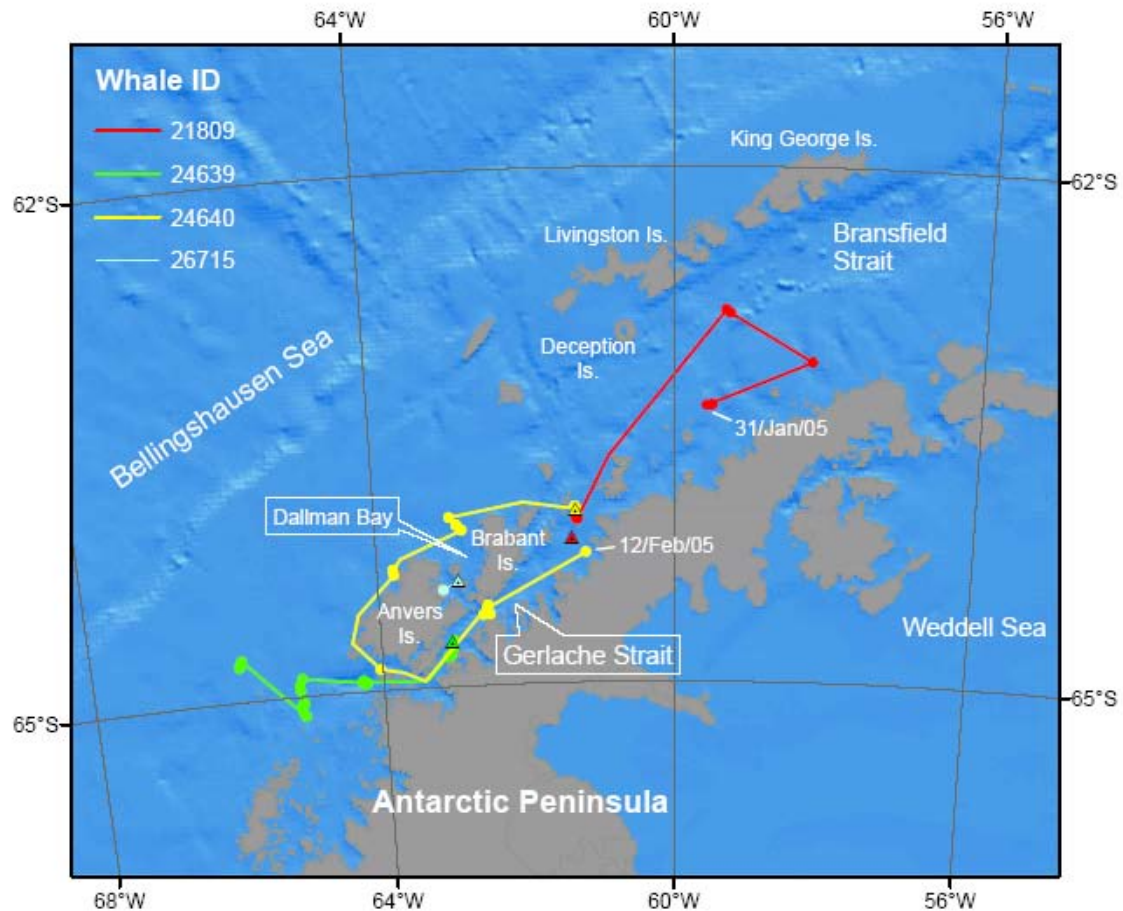 64°W
60°W
56°W
Whale ID
21809
24639
24640
26715
King George Is.
62°S
62°S
Livingston Is.
Bransfield
Strait
Deception
Is.
Bellingshausen Sea
31/Jan/05
Dallman Bay
Brabant
Is.
12/Feb/05
Anvers
Is.
Gerlache Strait
Weddell Sea
65°S
65°S
Antarctic Peninsula
68°W
64°W
60°W
56°W